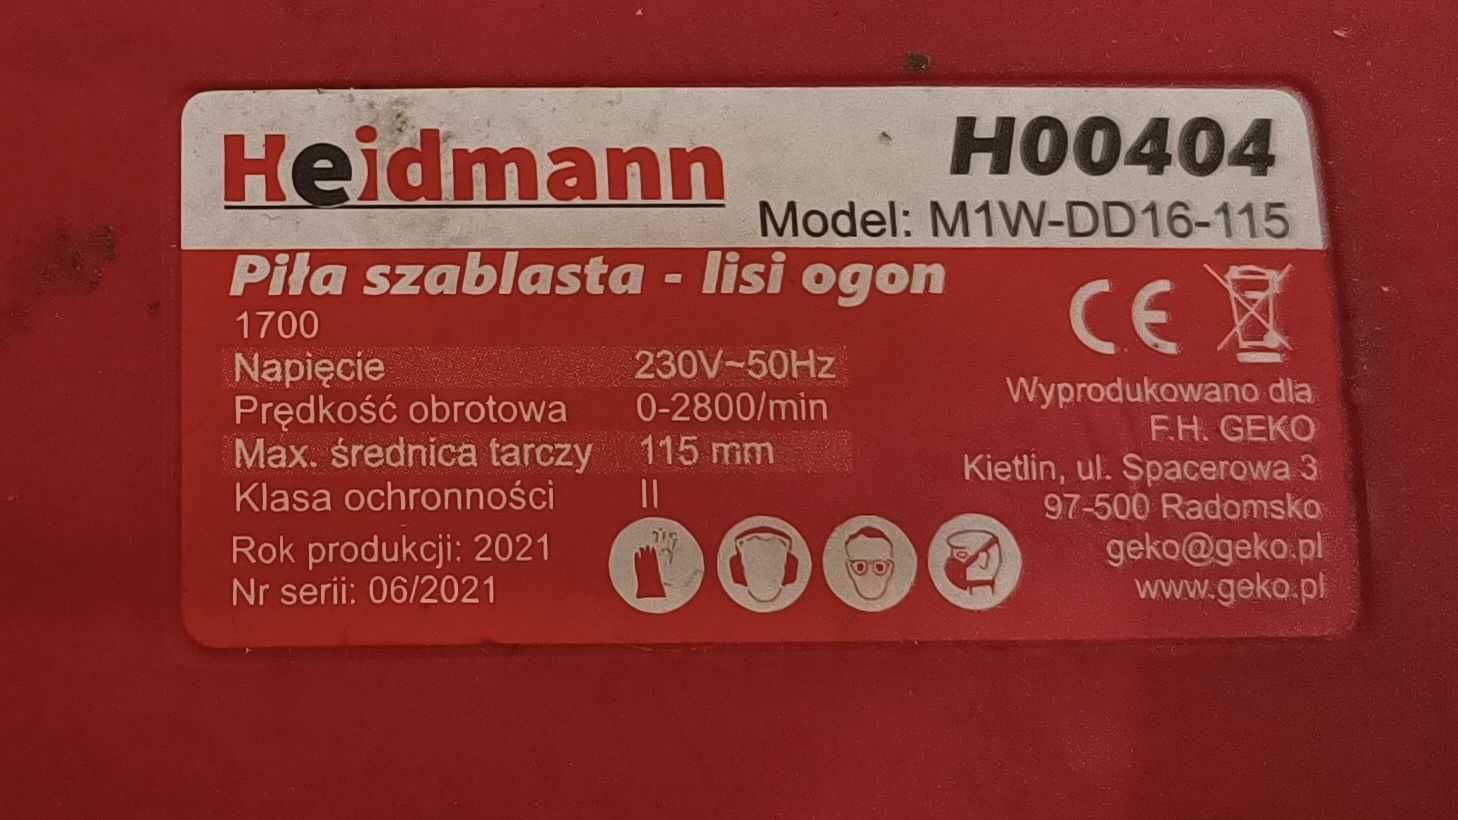 Heidmann
H00404
Model: M1W-DD16-115
Piła szablasta - lisi ogon
1700
Napięcie 230V~50Hz
Prędkość obrotowa 0-2800/min
Max. średnica tarczy 115 mm
Klasa ochronności II
Rok produkcji: 2021
Nr serii: 06/2021
CE
Wyprodukowano dla
F.H. GEKO
Kietlin, ul. Spacerowa 3
97-500 Radomsko
geko@geko.pl
www.geko.pl